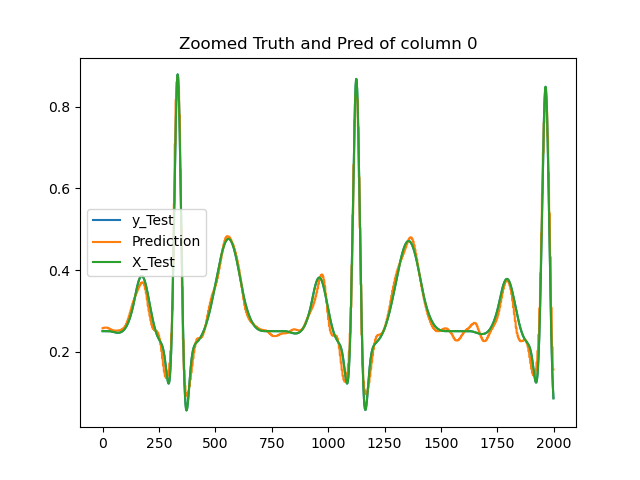 Zoomed Truth and Pred of column 0
0.8
0.6
0.4
0.2
y_Test
Prediction
X_Test
0 250 500 750 1000 1250 1500 1750 2000